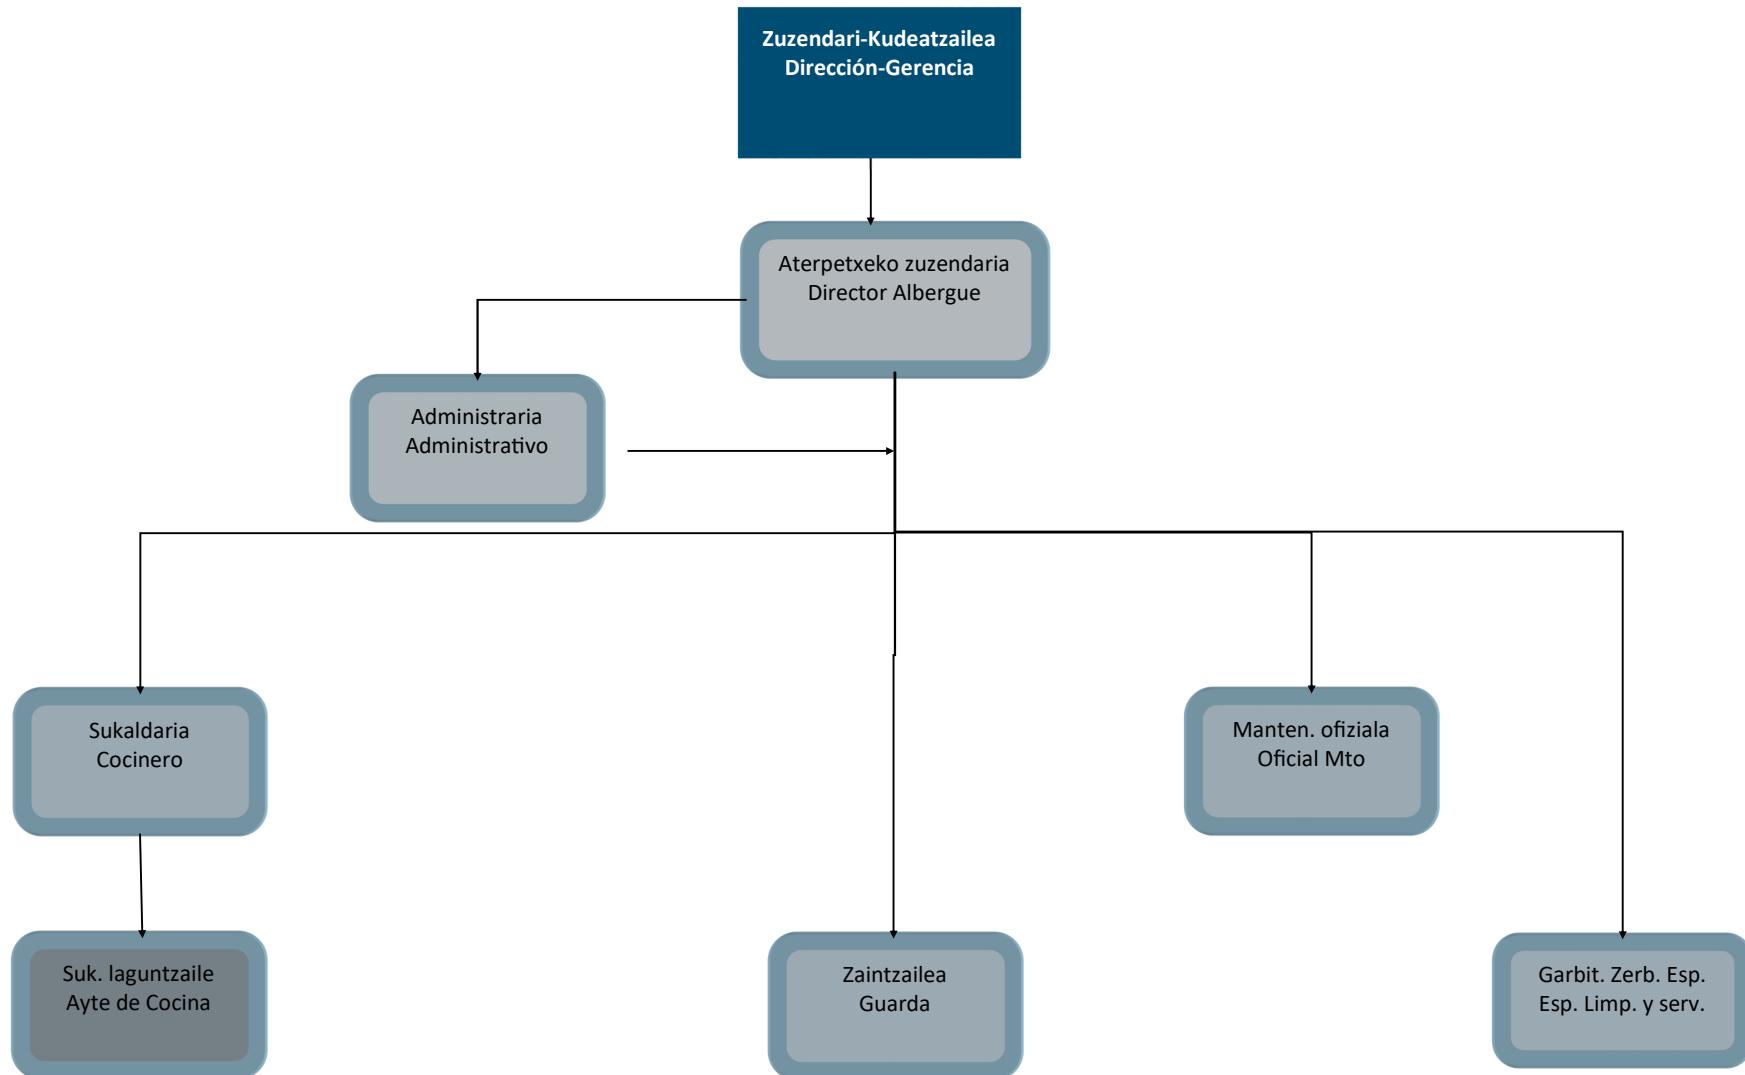 Zuzendari-Kudeatzailea
Dirección-Gerencia
Aterpetxeko zuzendaria
Director Albergue
Administraria
Administrativo
Sukaldaria
Cocinero
Manten. ofiziala
Oficial Mto
Suk. laguntzaile
Ayte de Cocina
Zaintzailea
Guarda
Garbit. Zerb. Esp.
Esp. Limp. y serv.